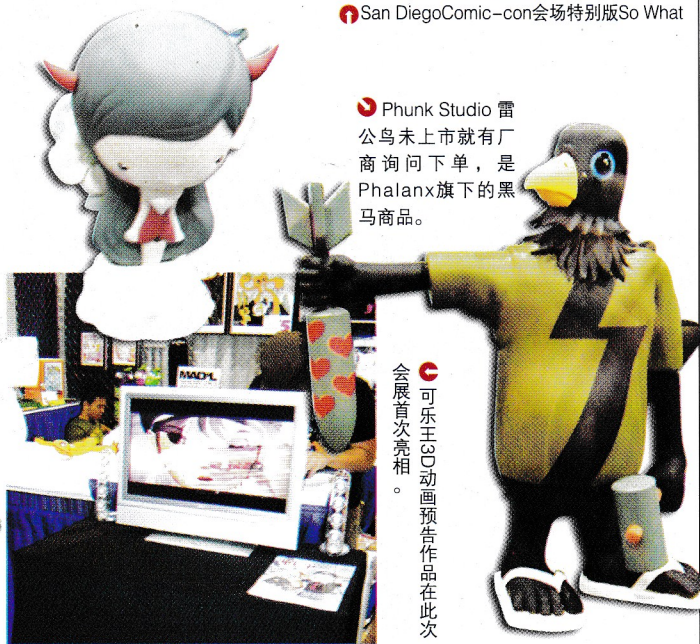 San DiegoComic-con会场特别版So What
Phunk Studio 雷
公鸟未上市就有厂
商询问下单，是
Phalanx旗下的黑
马商品。
可乐王3D动画预告作品在此次
会展首次亮相。
MAD*L